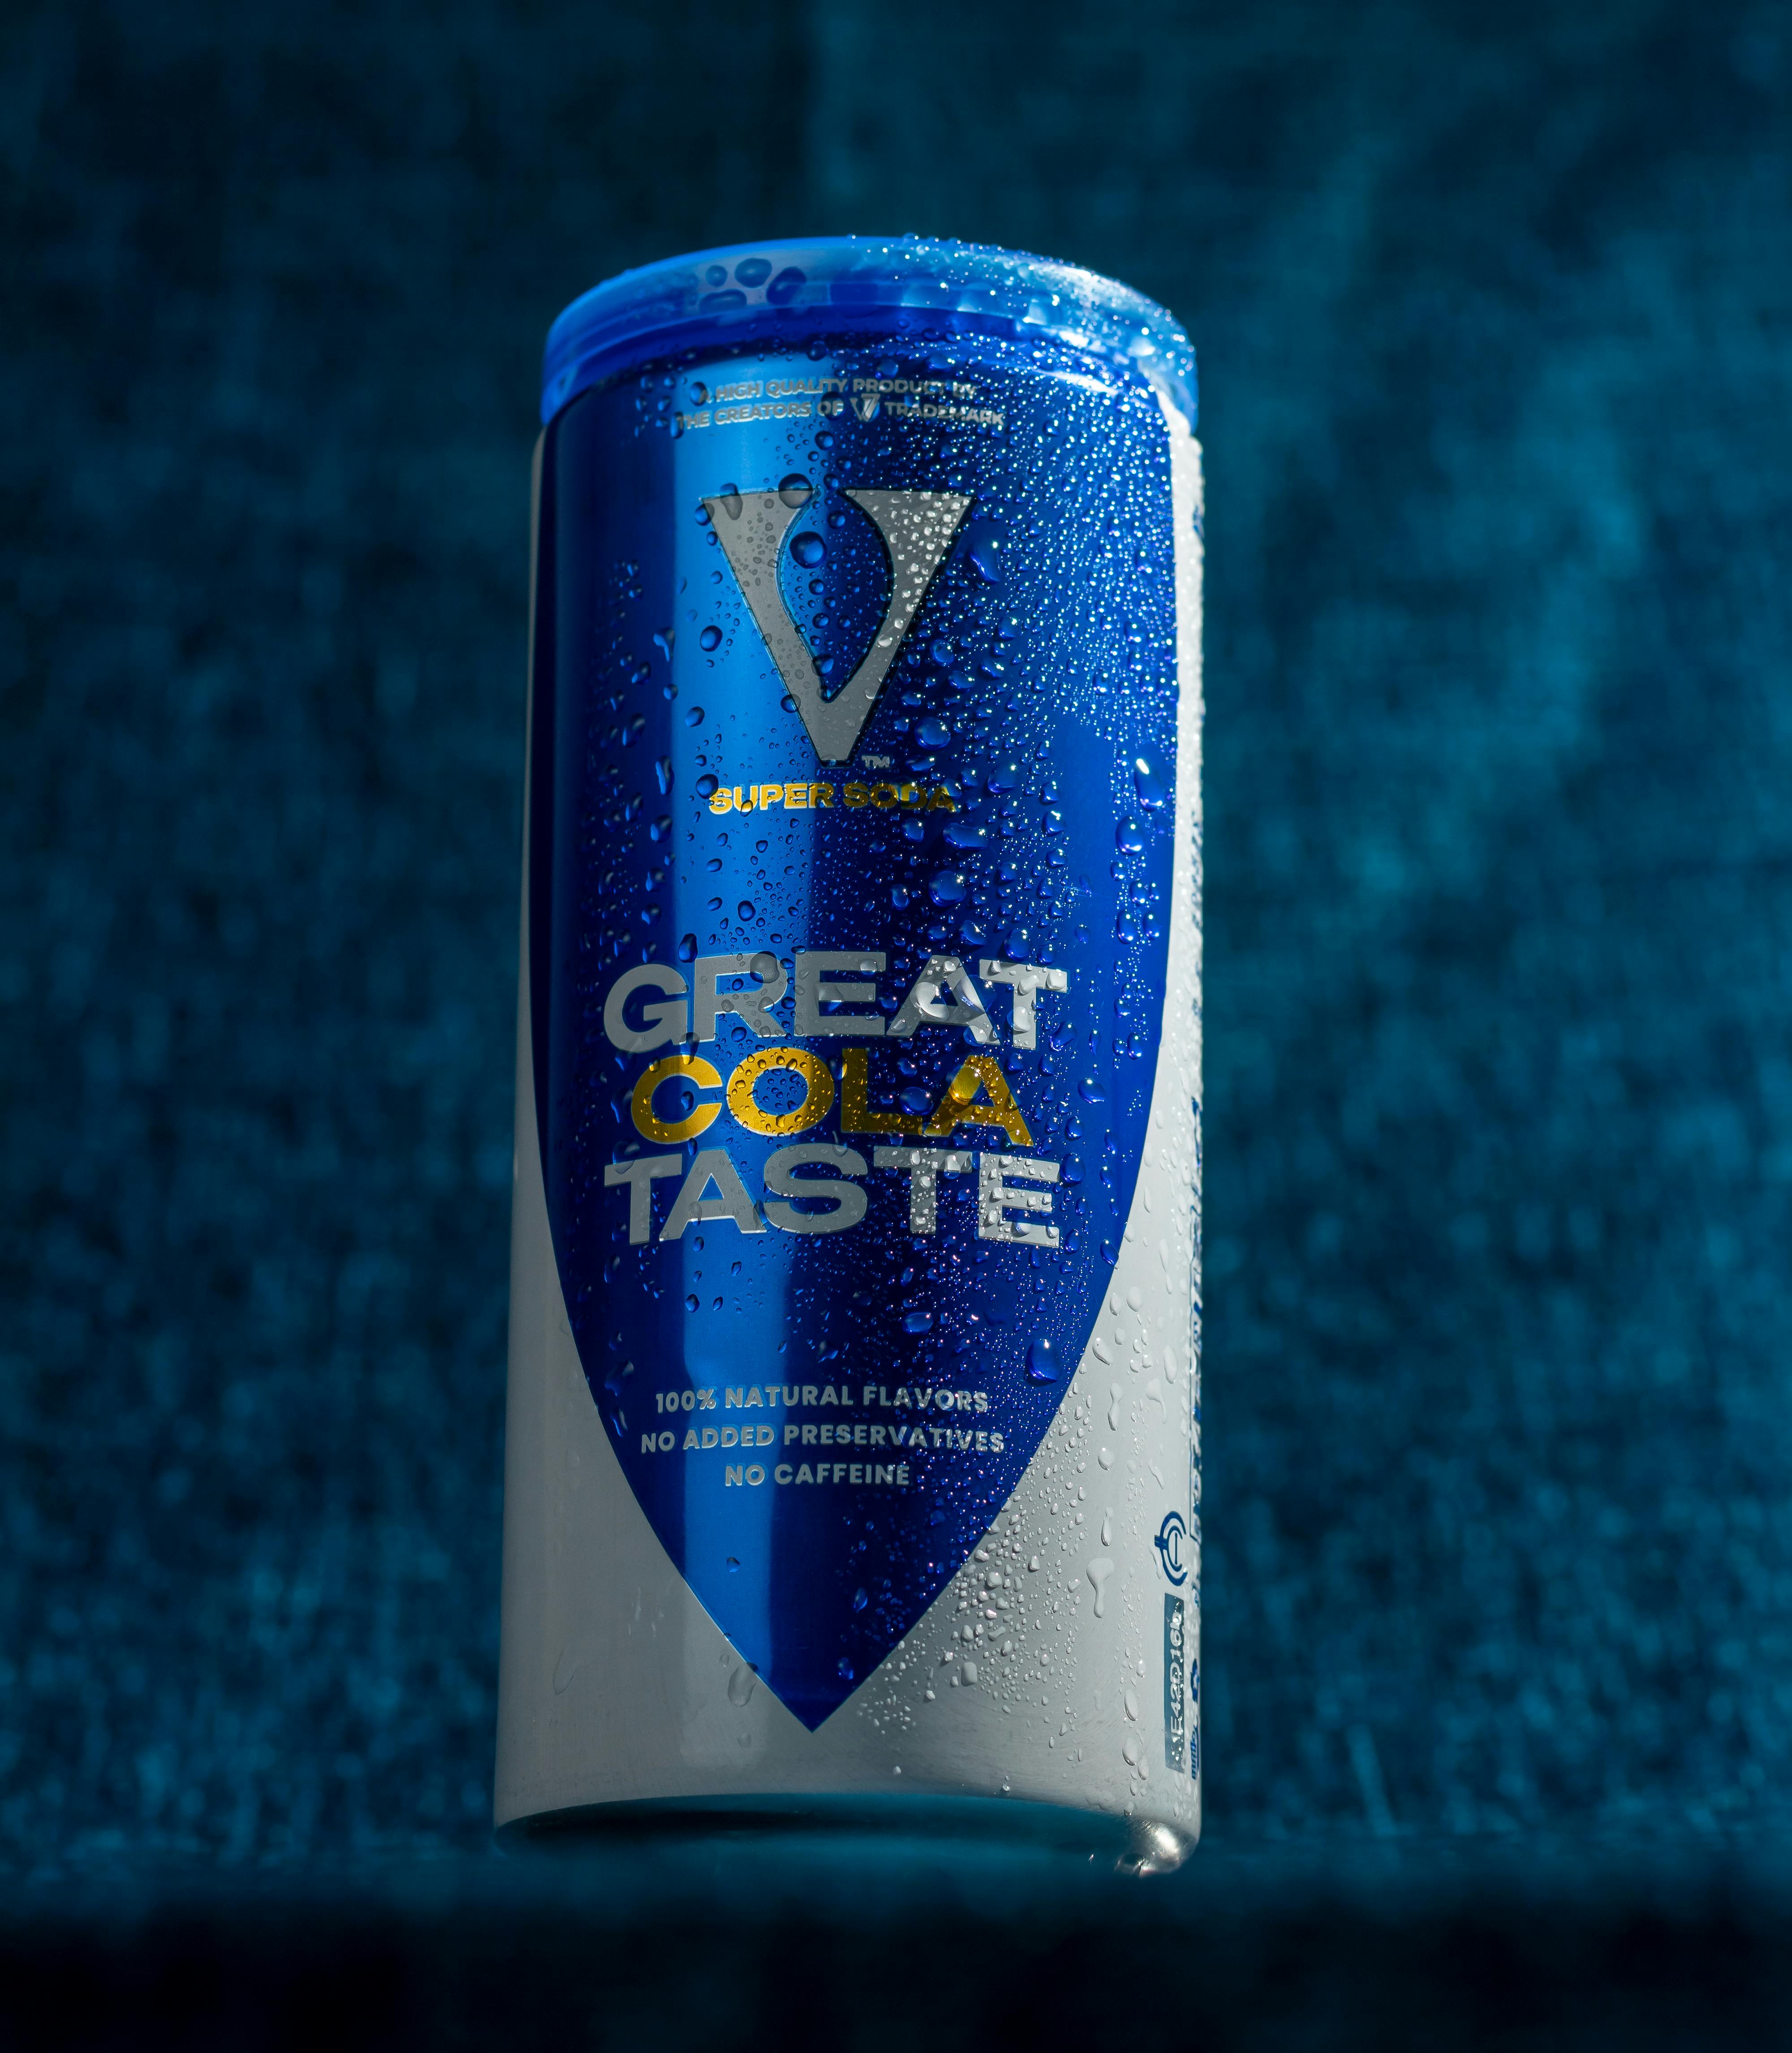 A HIGH QUALITY PRODUCT BY
THE CREATORS OF V TRADEMARK
V
TM
SUPER SODA
GREAT
COLA
TASTE
100% NATURAL FLAVORS
NO ADDED PRESERVATIVES
NO CAFFEINE